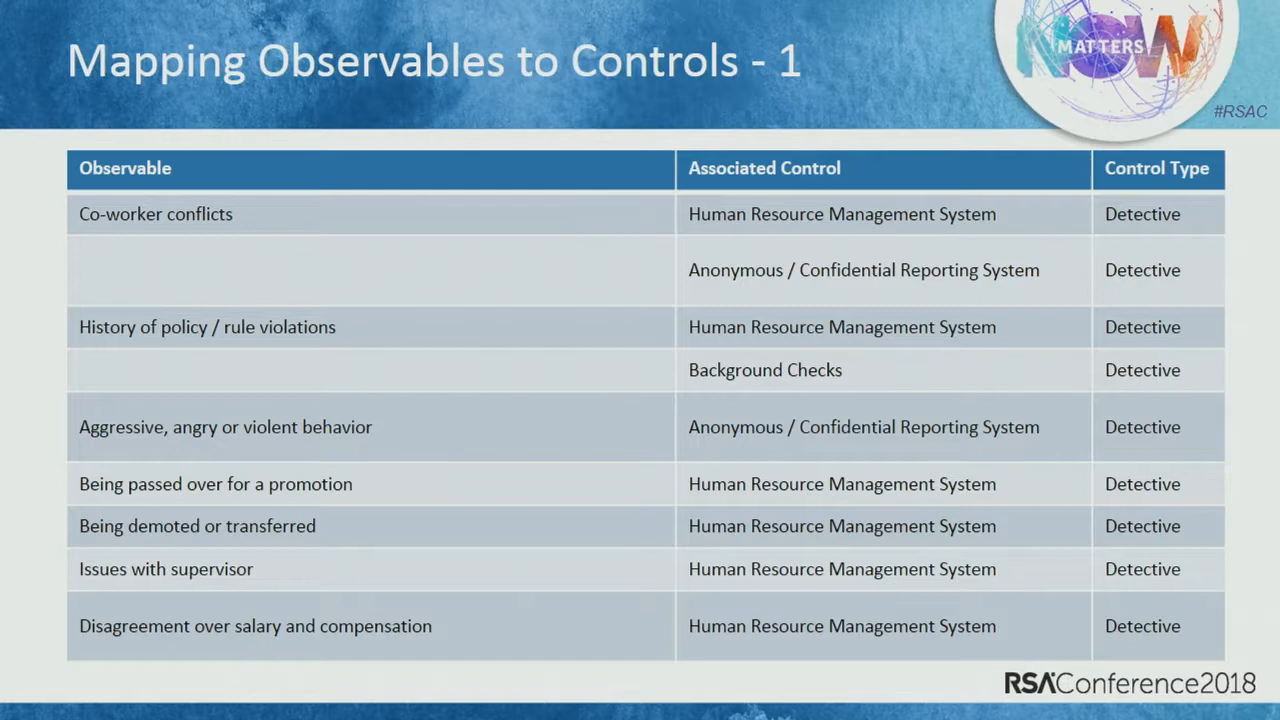 Mapping Observables to Controls - 1
NOW
MATTERS
#RSAC
Observable Associated Control Control Type
Co-worker conflicts Human Resource Management System Detective
Anonymous / Confidential Reporting System Detective
History of policy / rule violations Human Resource Management System Detective
Background Checks Detective
Aggressive, angry or violent behavior Anonymous / Confidential Reporting System Detective
Being passed over for a promotion Human Resource Management System Detective
Being demoted or transferred Human Resource Management System Detective
Issues with supervisor Human Resource Management System Detective
Disagreement over salary and compensation Human Resource Management System Detective
RSAConference2018